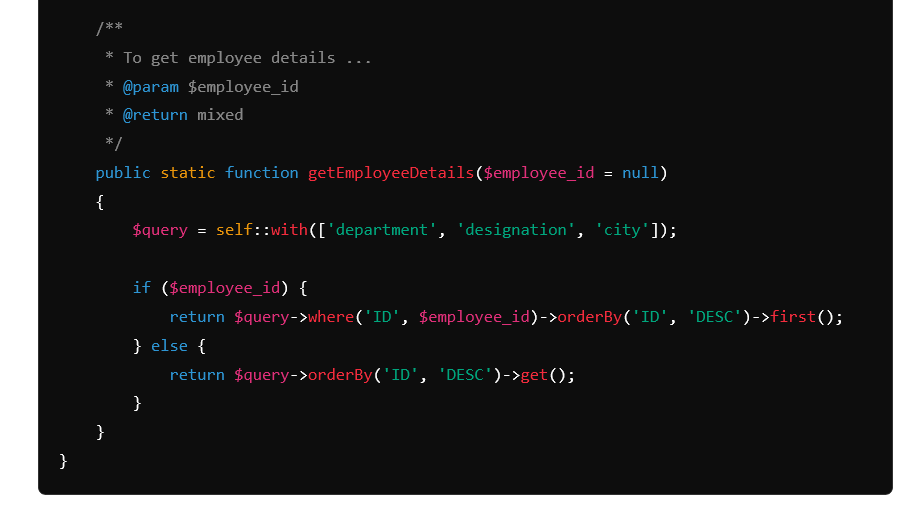 /**
 * To get employee details ...
 * @param $employee_id
 * @return mixed
 */
public static function getEmployeeDetails($employee_id = null)
{
    $query = self::with(['department', 'designation', 'city']);
    if ($employee_id) {
        return $query->where('ID', $employee_id)->orderBy('ID', 'DESC')->first();
    } else {
        return $query->orderBy('ID', 'DESC')->get();
    }
}
}